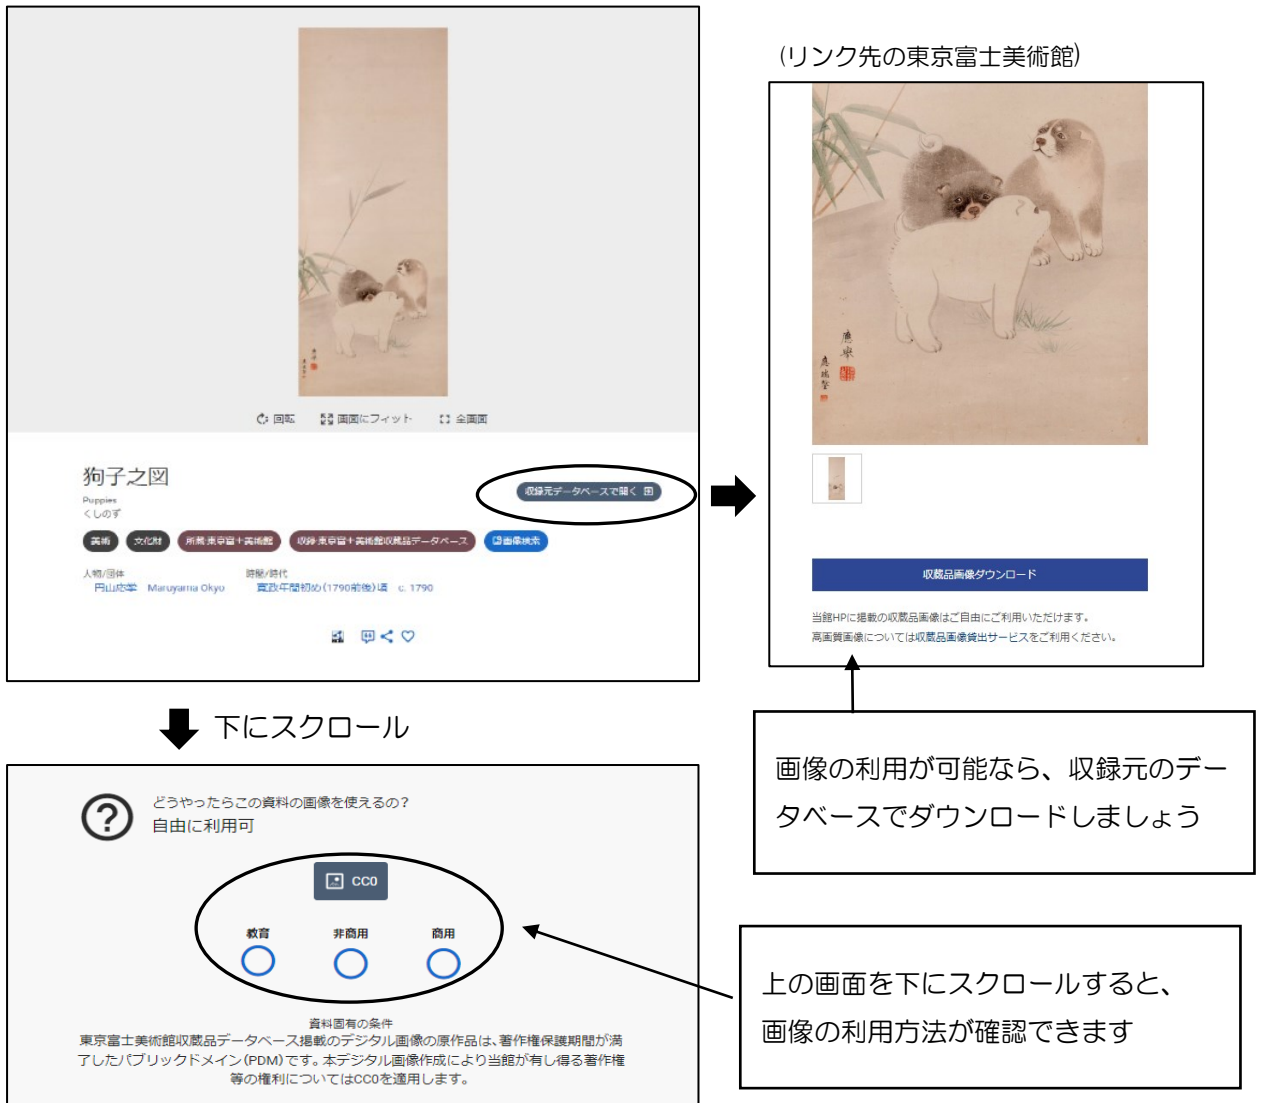 回転 画面にフィット 全画面
狗子之図
Puppies
くしのず
収録元データベースで開く
美術 文化財 所蔵:東京富士美術館 収録:東京富士美術館収蔵品データベース 画像検索
人物/団体 時間/時代
円山応挙 Maruyama Okyo 寛政年間初め(1790前後)頃 c. 1790
下にスクロール
どうやったらこの資料の画像を使えるの?
自由に利用可
CC0
教育 非商用 商用
資料固有の条件
東京富士美術館収蔵品データベース掲載のデジタル画像の原作品は、著作権保護期間が満
了したパブリックドメイン(PDM)です。本デジタル画像作成により当館が有し得る著作権
等の権利についてはCC0を適用します。
(リンク先の東京富士美術館)
應擧
應瑞鑒
収蔵品画像ダウンロード
当館HPに掲載の収蔵品画像はご自由にご利用いただけます。
高画質画像については収蔵品画像貸出サービスをご利用ください。
画像の利用が可能なら、収録元のデー
タベースでダウンロードしましょう
上の画面を下にスクロールすると、
画像の利用方法が確認できます